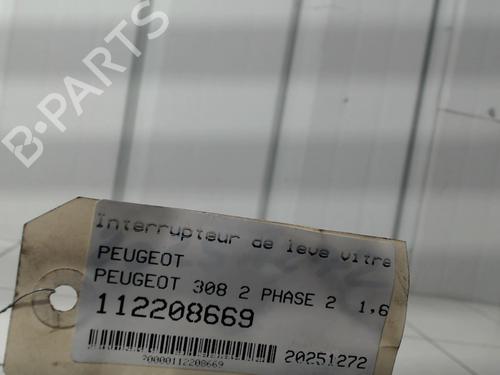 B-PARTS
Interrupteur de leve vitre
PEUGEOT
PEUGEOT 308 2 PHASE 2 1,6
112208669
20251272
20000112208669